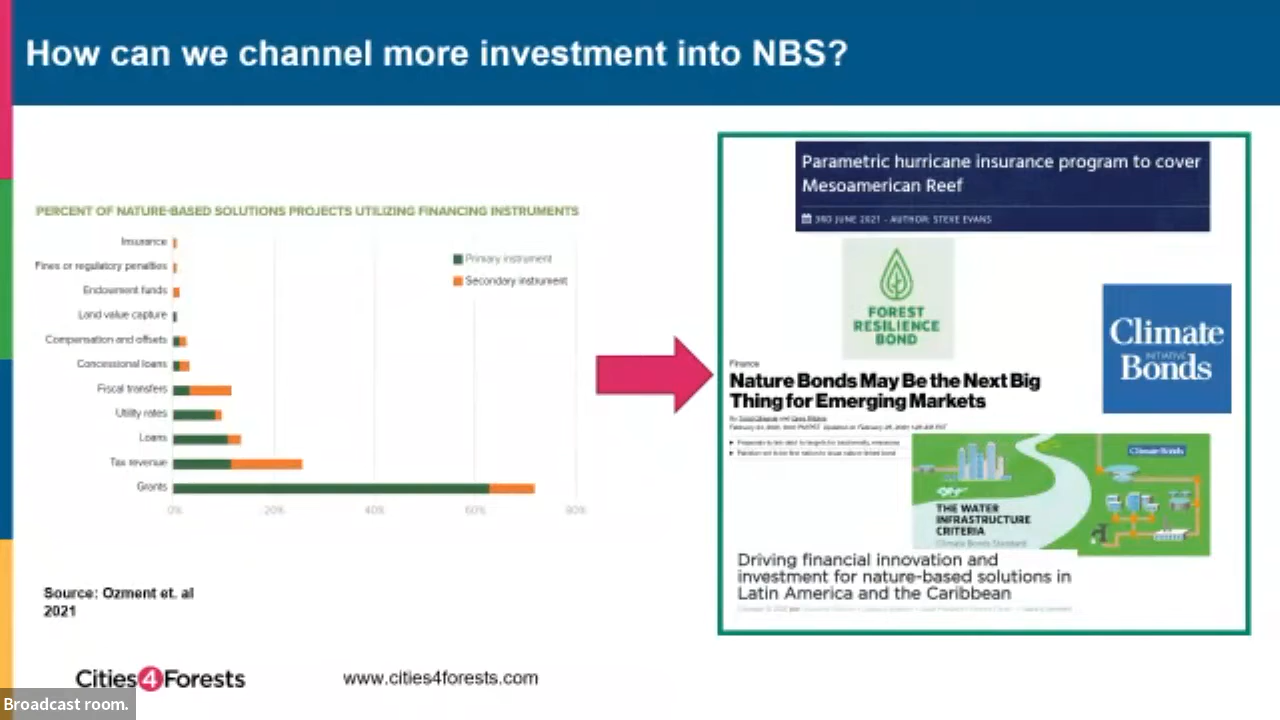 How can we channel more investment into NBS?
PERCENT OF NATURE-BASED SOLUTIONS PROJECTS UTILIZING FINANCING INSTRUMENTS
Insurance
Fines or regulatory penalties
Endowment funds
Land value capture
Compensation and offsets
Concessional loans
Fiscal transfers
Utility rates
Loans
Tax revenue
Grants
0%
20%
40%
60%
80%
Primary instrument
Secondary instrument
Source: Ozment et. al
2021
Parametric hurricane insurance program to cover
Mesoamerican Reef
3RD JUNE 2021 - AUTHOR: STEVE EVANS
FOREST
RESILIENCE
BOND
Climate
INITIATIVE
Bonds
Finance
Nature Bonds May Be the Next Big
Thing for Emerging Markets
Climate Bonds
THE WATER
INFRASTRUCTURE
CRITERIA
Climate Bonds Standard
Driving financial innovation and
investment for nature-based solutions in
Latin America and the Caribbean
Cities4Forests
www.cities4forests.com
Broadcast room.